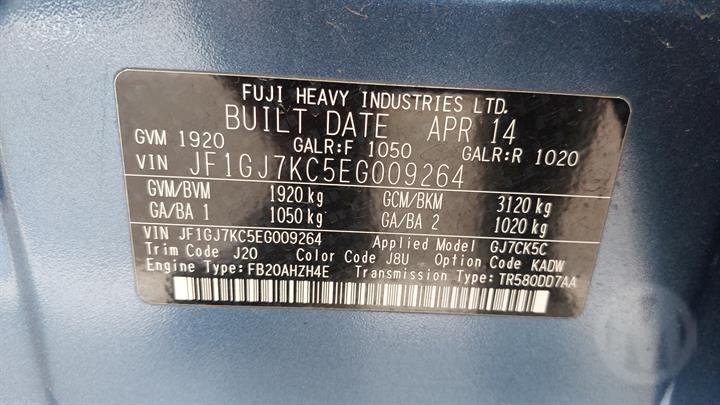 FUJI HEAVY INDUSTRIES LTD.
BUILT DATE APR 14
GVM 1920 GALR:F 1050 GALR:R 1020
VIN JF1GJ7KC5EG009264
GVM/BVM 1920 kg GCM/BKM 3120 kg
GA/BA 1 1050 kg GA/BA 2 1020 kg
VIN JF1GJ7KC5EG009264 Applied Model GJ7CK5C
Trim Code J20 Color Code J8U Option Code KADW
Engine Type:FB20AHZH4E Transmission Type:TR580DD7AA